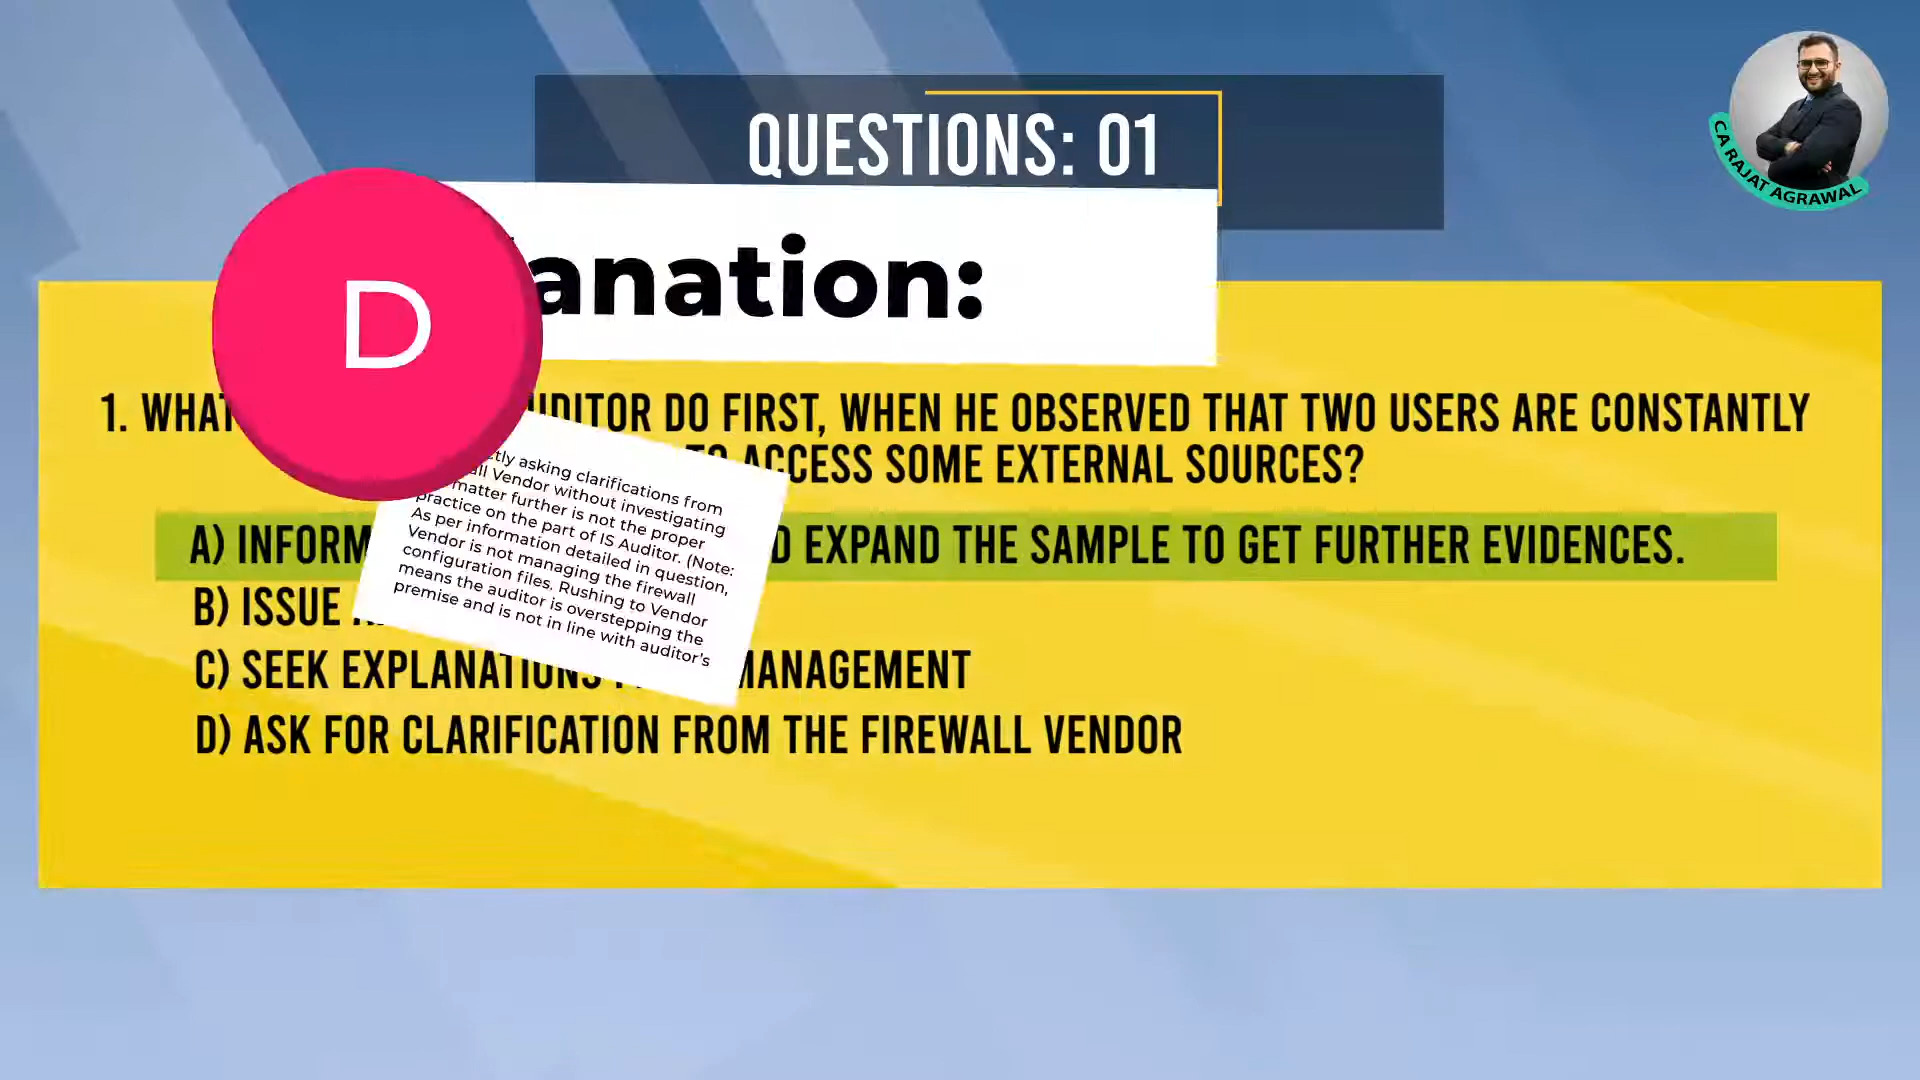 QUESTIONS: 01
CA RAJAT AGRAWAL
anation:
D
1. WHAT UDITOR DO FIRST, WHEN HE OBSERVED THAT TWO USERS ARE CONSTANTLY
TO ACCESS SOME EXTERNAL SOURCES?
ctly asking clarifications from
all Vendor without investigating
matter further is not the proper
practice on the part of IS Auditor. (Note:
As per information detailed in question,
Vendor is not managing the firewall
configuration files. Rushing to Vendor
means the auditor is overstepping the
premise and is not in line with auditor's
A) INFORM D EXPAND THE SAMPLE TO GET FURTHER EVIDENCES.
B) ISSUE
C) SEEK EXPLANATIONS MANAGEMENT
D) ASK FOR CLARIFICATION FROM THE FIREWALL VENDOR